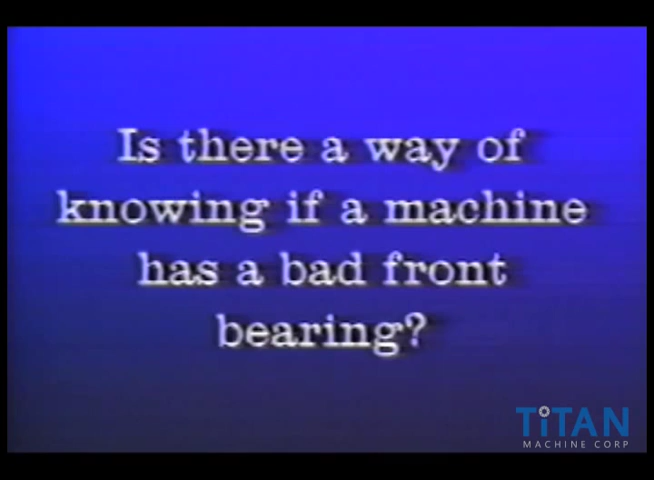 Is there a way of
knowing if a machine
has a bad front
bearing?
TiTAN
MACHINE CORP